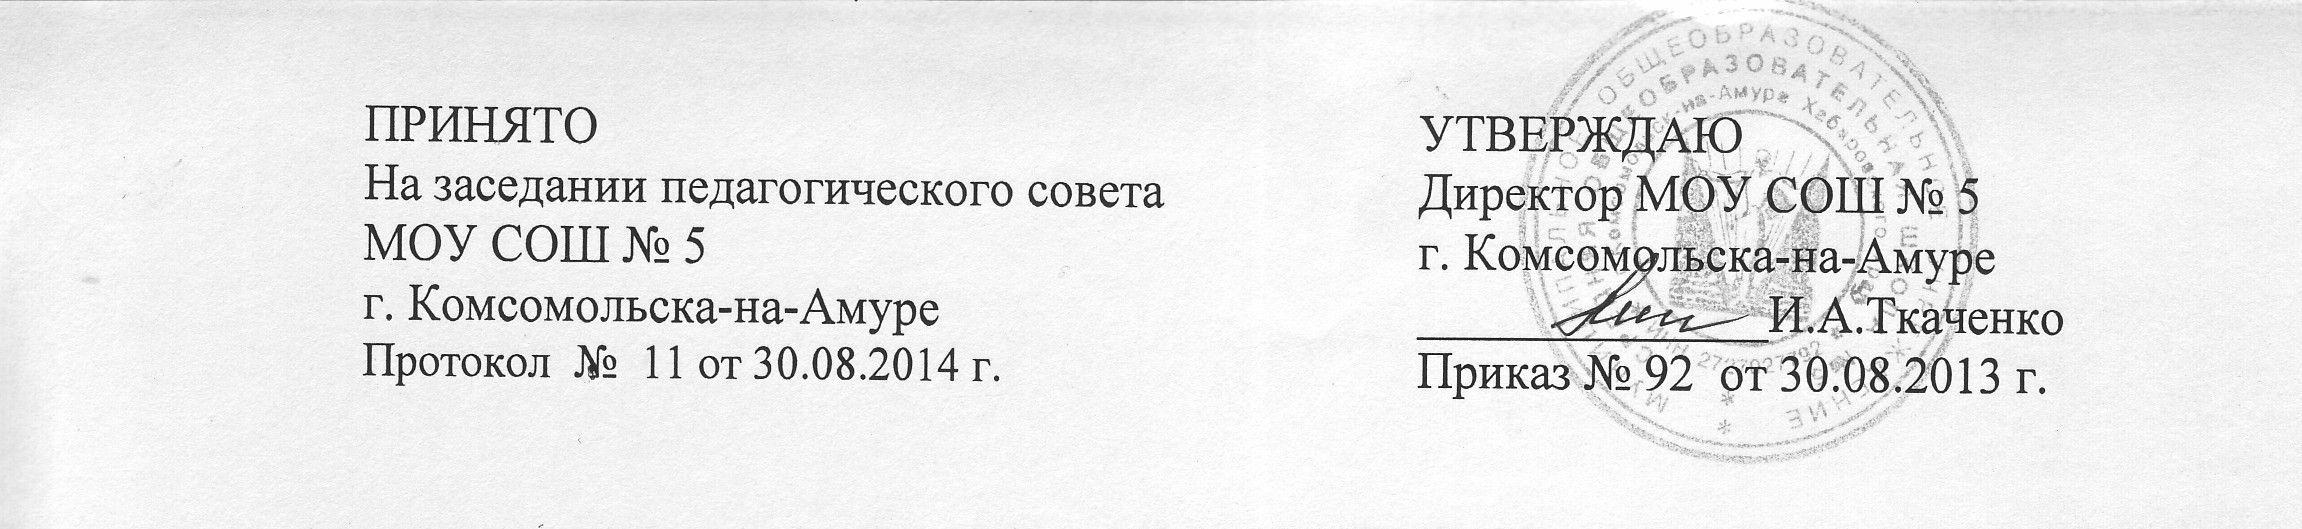 ПРИНЯТО
На заседании педагогического совета
МОУ СОШ № 5
г. Комсомольска-на-Амуре
Протокол № 11 от 30.08.2014 г.
УТВЕРЖДАЮ
Директор МОУ СОШ № 5
г. Комсомольска-на-Амуре
И.А.Ткаченко
Приказ № 92 от 30.08.2013 г.